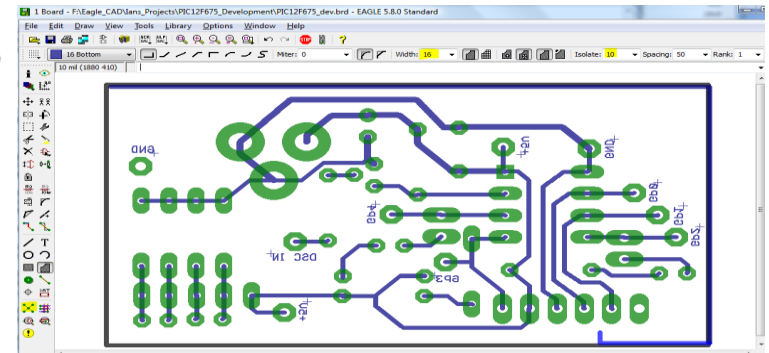 1 Board - F:\Eagle_CAD\Ians_Projects\PIC12F675_Development\PIC12F675_dev.brd - EAGLE 5.8.0 Standard
File Edit Draw View Tools Library Options Window Help
16 Bottom Miter: 0 Width: 16 Isolate: 10 Spacing: 50 Rank: 1
10 mil (1880 410)
GND
+5V
GND
GP0
GP4
GP1
GP2
DSC IN
GP3
+5V